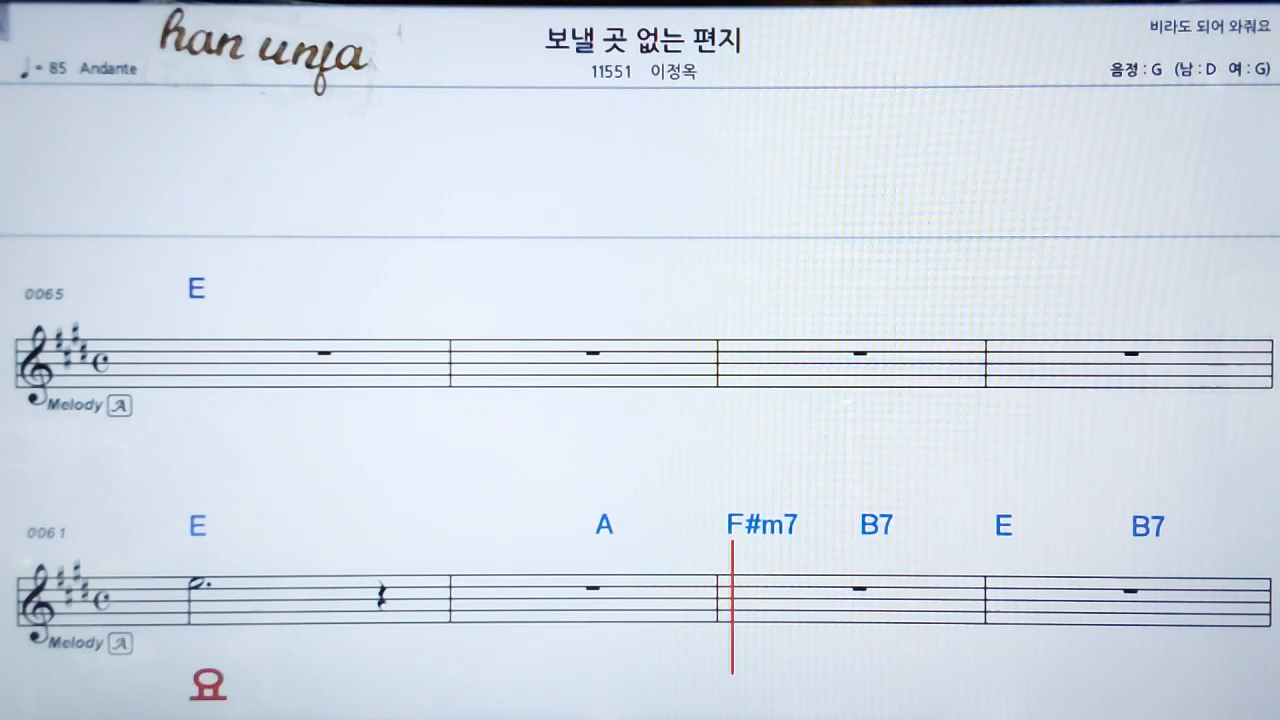 han unfa
보낼 곳 없는 편지
비라도 되어 와줘요
♩= 85 Andante
11551 이정옥
음정 : G (남 : D 여 : G)
0065 E
Melody A
0061 E A F#m7 B7 E B7
Melody A
요